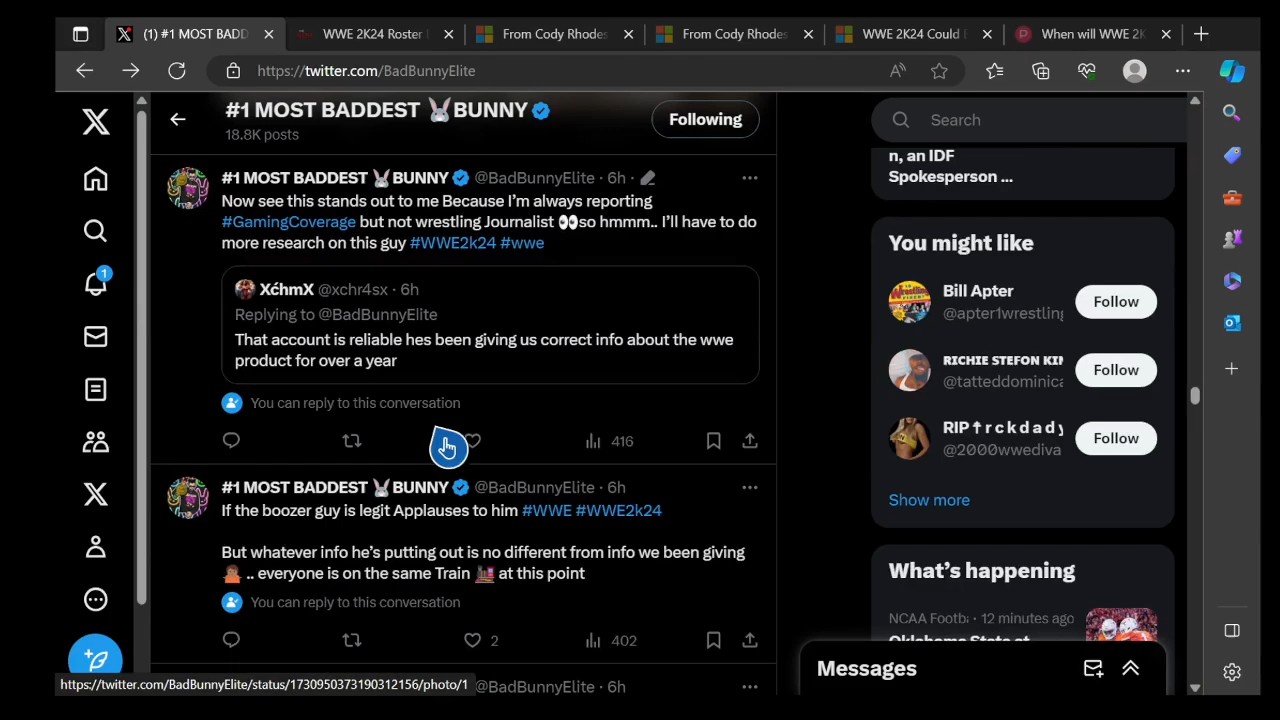 (1) #1 MOST BADD
WWE 2K24 Roster L
From Cody Rhodes
From Cody Rhodes
WWE 2K24 Could
When will WWE 2K
https://twitter.com/BadBunnyElite
#1 MOST BADDEST 🐰BUNNY
18.8K posts
Following
Search
n, an IDF
Spokesperson ...
#1 MOST BADDEST 🐰BUNNY @BadBunnyElite · 6h ·
Now see this stands out to me Because I’m always reporting
#GamingCoverage but not wrestling Journalist 👀so hmmm.. I’ll have to do
more research on this guy #WWE2k24 #wwe
XćhmX @xchr4sx · 6h
Replying to @BadBunnyElite
That account is reliable hes been giving us correct info about the wwe
product for over a year
You can reply to this conversation
416
#1 MOST BADDEST 🐰BUNNY @BadBunnyElite · 6h
If the boozer guy is legit Applauses to him #WWE #WWE2k24
But whatever info he’s putting out is no different from info we been giving
🤷🏾 .. everyone is on the same Train 🚂 at this point
You can reply to this conversation
2
402
@BadBunnyElite · 6h
https://twitter.com/BadBunnyElite/status/1730950373190312156/photo/1
1
You might like
Bill Apter
@apter1wrestling
Follow
RICHIE STEFON KIN
@tatteddominica
Follow
RIP✝rckdady
@2000wwediva
Follow
Show more
What’s happening
NCAA Footb · 12 minutes ago
Oklahoma State at
Messages